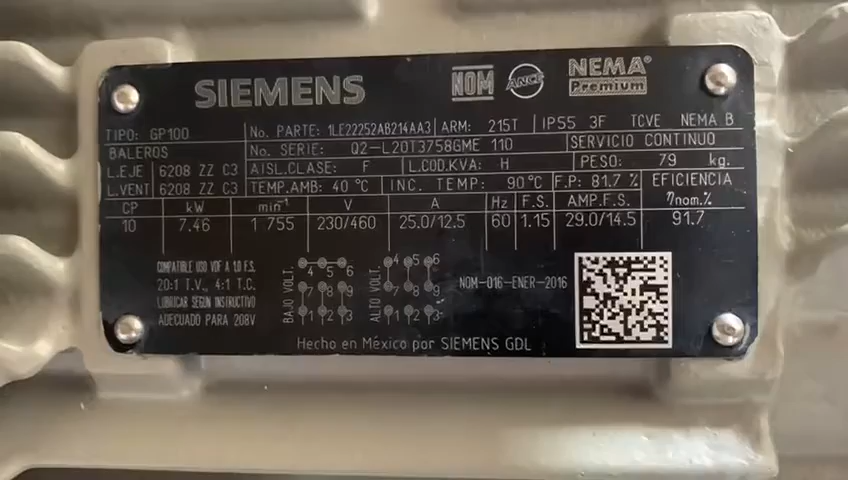 SIEMENS NOM ANCE NEMA® Premium
TIPO: GP100 No. PARTE: 1LE22252AB214AA3 ARM: 215T IP55 3F TCVE NEMA B
BALEROS No. SERIE: Q2-L20T3758GME 110 SERVICIO CONTINUO
L.EJE 6208 ZZ C3 AISL.CLASE: F L.COD.KVA: H PESO: 79 kg.
L.VENT 6208 ZZ C3 TEMP.AMB: 40 °C INC. TEMP: 90°C F.P: 81.7 % EFICIENCIA
CP kW min⁻¹ V A Hz F.S. AMP.F.S. ηnom.%
10 7.46 1 755 230/460 25.0/12.5 60 1.15 29.0/14.5 91.7
COMPATIBLE USO VDF A 1.0 F.S.
20:1 T.V., 4:1 T.C.
LUBRICAR SEGUN INSTRUCTIVO
ADECUADO PARA 208V
BAJO VOLT.
4 5 6
7 8 9
1 2 3
ALTO VOLT.
4 5 6
7 8 9
1 2 3
NOM-016-ENER-2016
Hecho en México por SIEMENS GDL